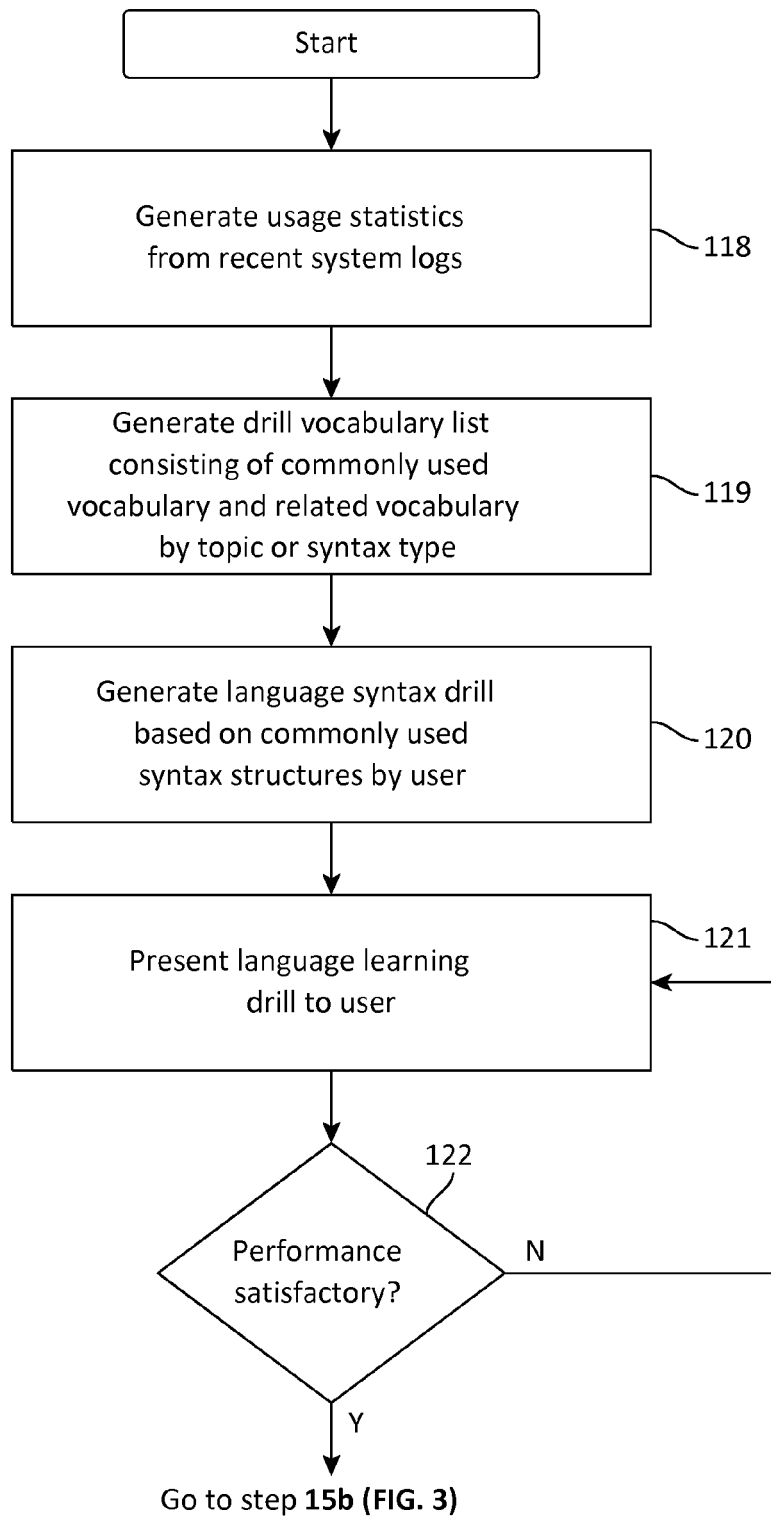 Start
Generate usage statistics
from recent system logs
118
Generate drill vocabulary list
consisting of commonly used
vocabulary and related vocabulary
by topic or syntax type
119
Generate language syntax drill
based on commonly used
syntax structures by user
120
Present language learning
drill to user
121
122
Performance
satisfactory?
N
Y
Go to step 15b (FIG. 3)